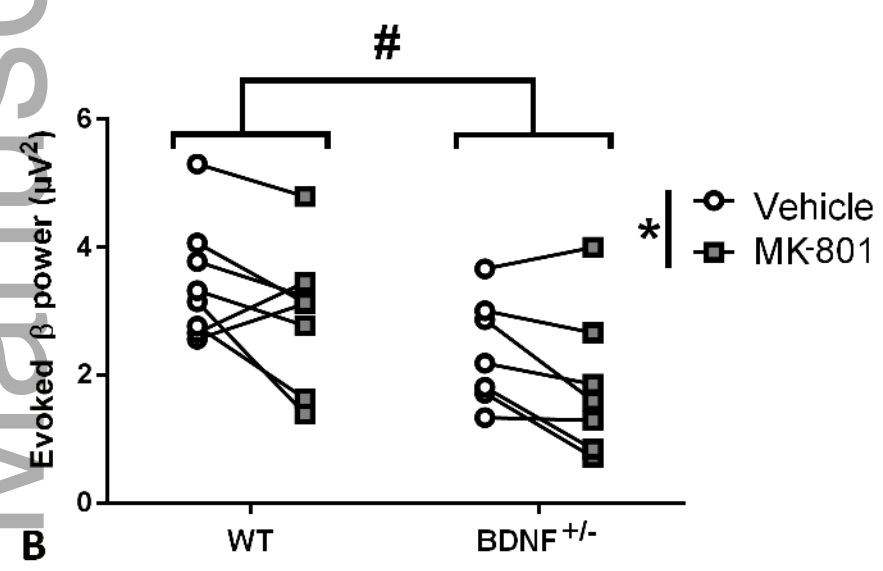 #
6
4
2
0
Evoked β power (µV²)
WT
BDNF +/-
*
Vehicle
MK-801
B